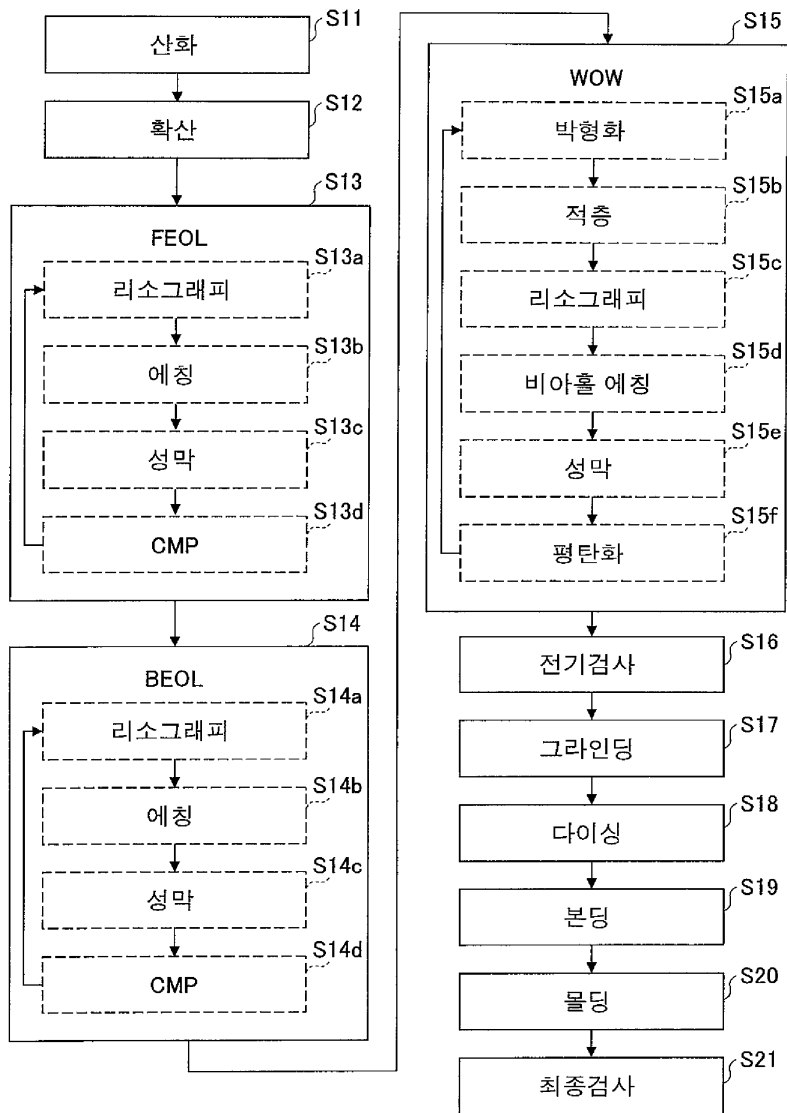 S11
산화
S12
확산
S13
FEOL
S13a
리소그래피
S13b
에칭
S13c
성막
S13d
CMP
S14
BEOL
S14a
리소그래피
S14b
에칭
S14c
성막
S14d
CMP
S15
WOW
S15a
박형화
S15b
적층
S15c
리소그래피
S15d
비아홀 에칭
S15e
성막
S15f
평탄화
S16
전기검사
S17
그라인딩
S18
다이싱
S19
본딩
S20
몰딩
S21
최종검사